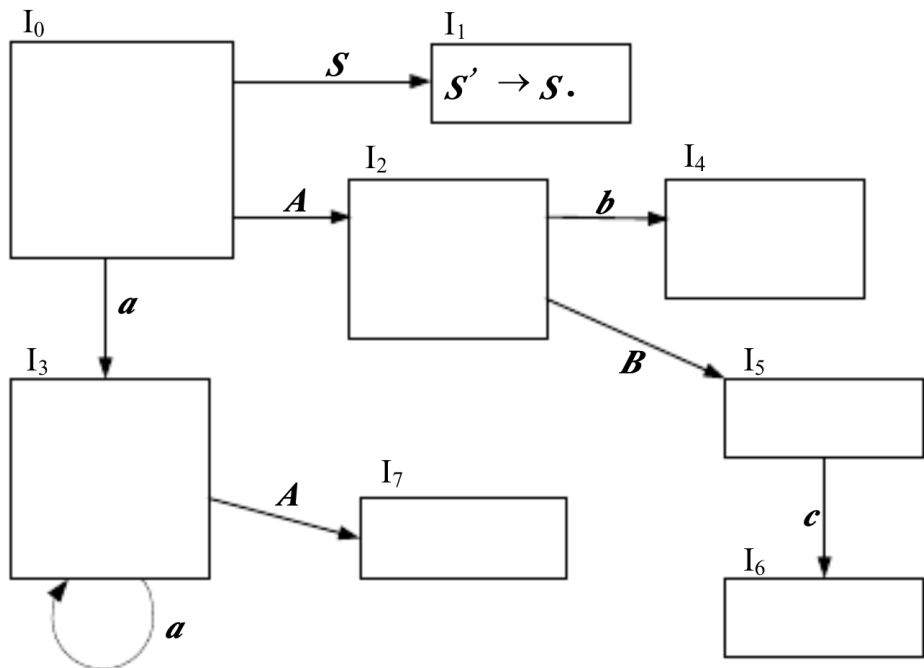 I₀
I₁
S
S' → S.
I₂
I₄
A
b
a
I₃
B
I₅
I₇
A
c
I₆
a